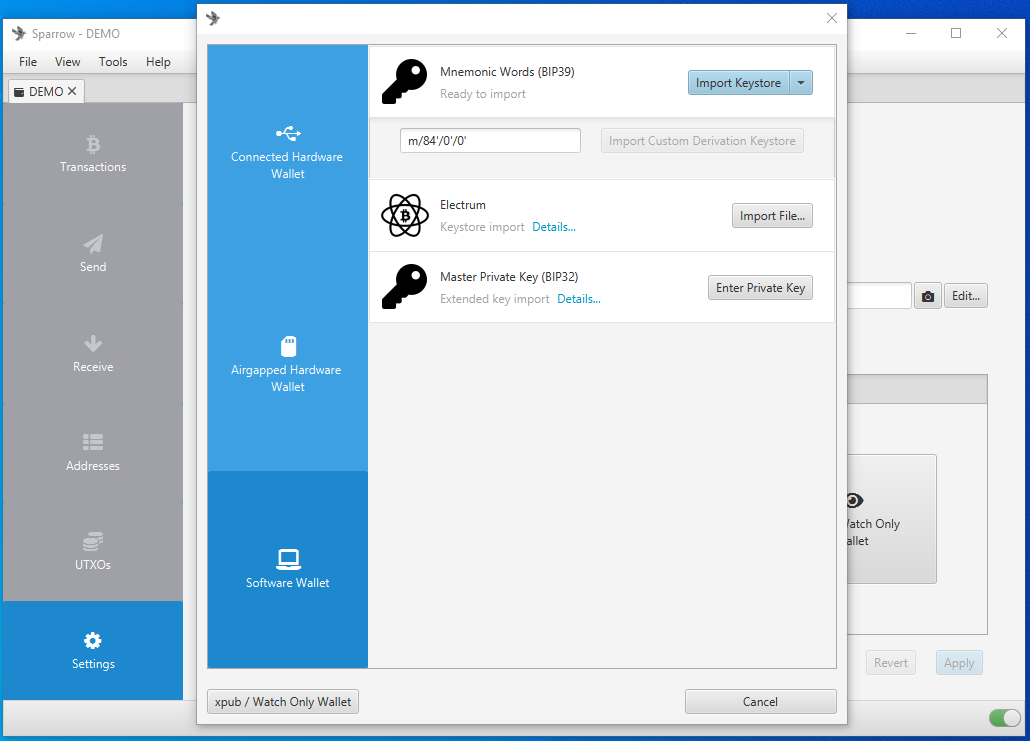 Sparrow - DEMO
File View Tools Help
DEMO
Transactions
Send
Receive
Addresses
UTXOs
Settings
Connected Hardware
Wallet
Airgapped Hardware
Wallet
Software Wallet
Mnemonic Words (BIP39)
Ready to import
Import Keystore
m/84'/0'/0'
Import Custom Derivation Keystore
Electrum
Keystore import Details...
Import File...
Master Private Key (BIP32)
Extended key import Details...
Enter Private Key
xpub / Watch Only Wallet
Cancel
Edit...
Only
Revert
Apply